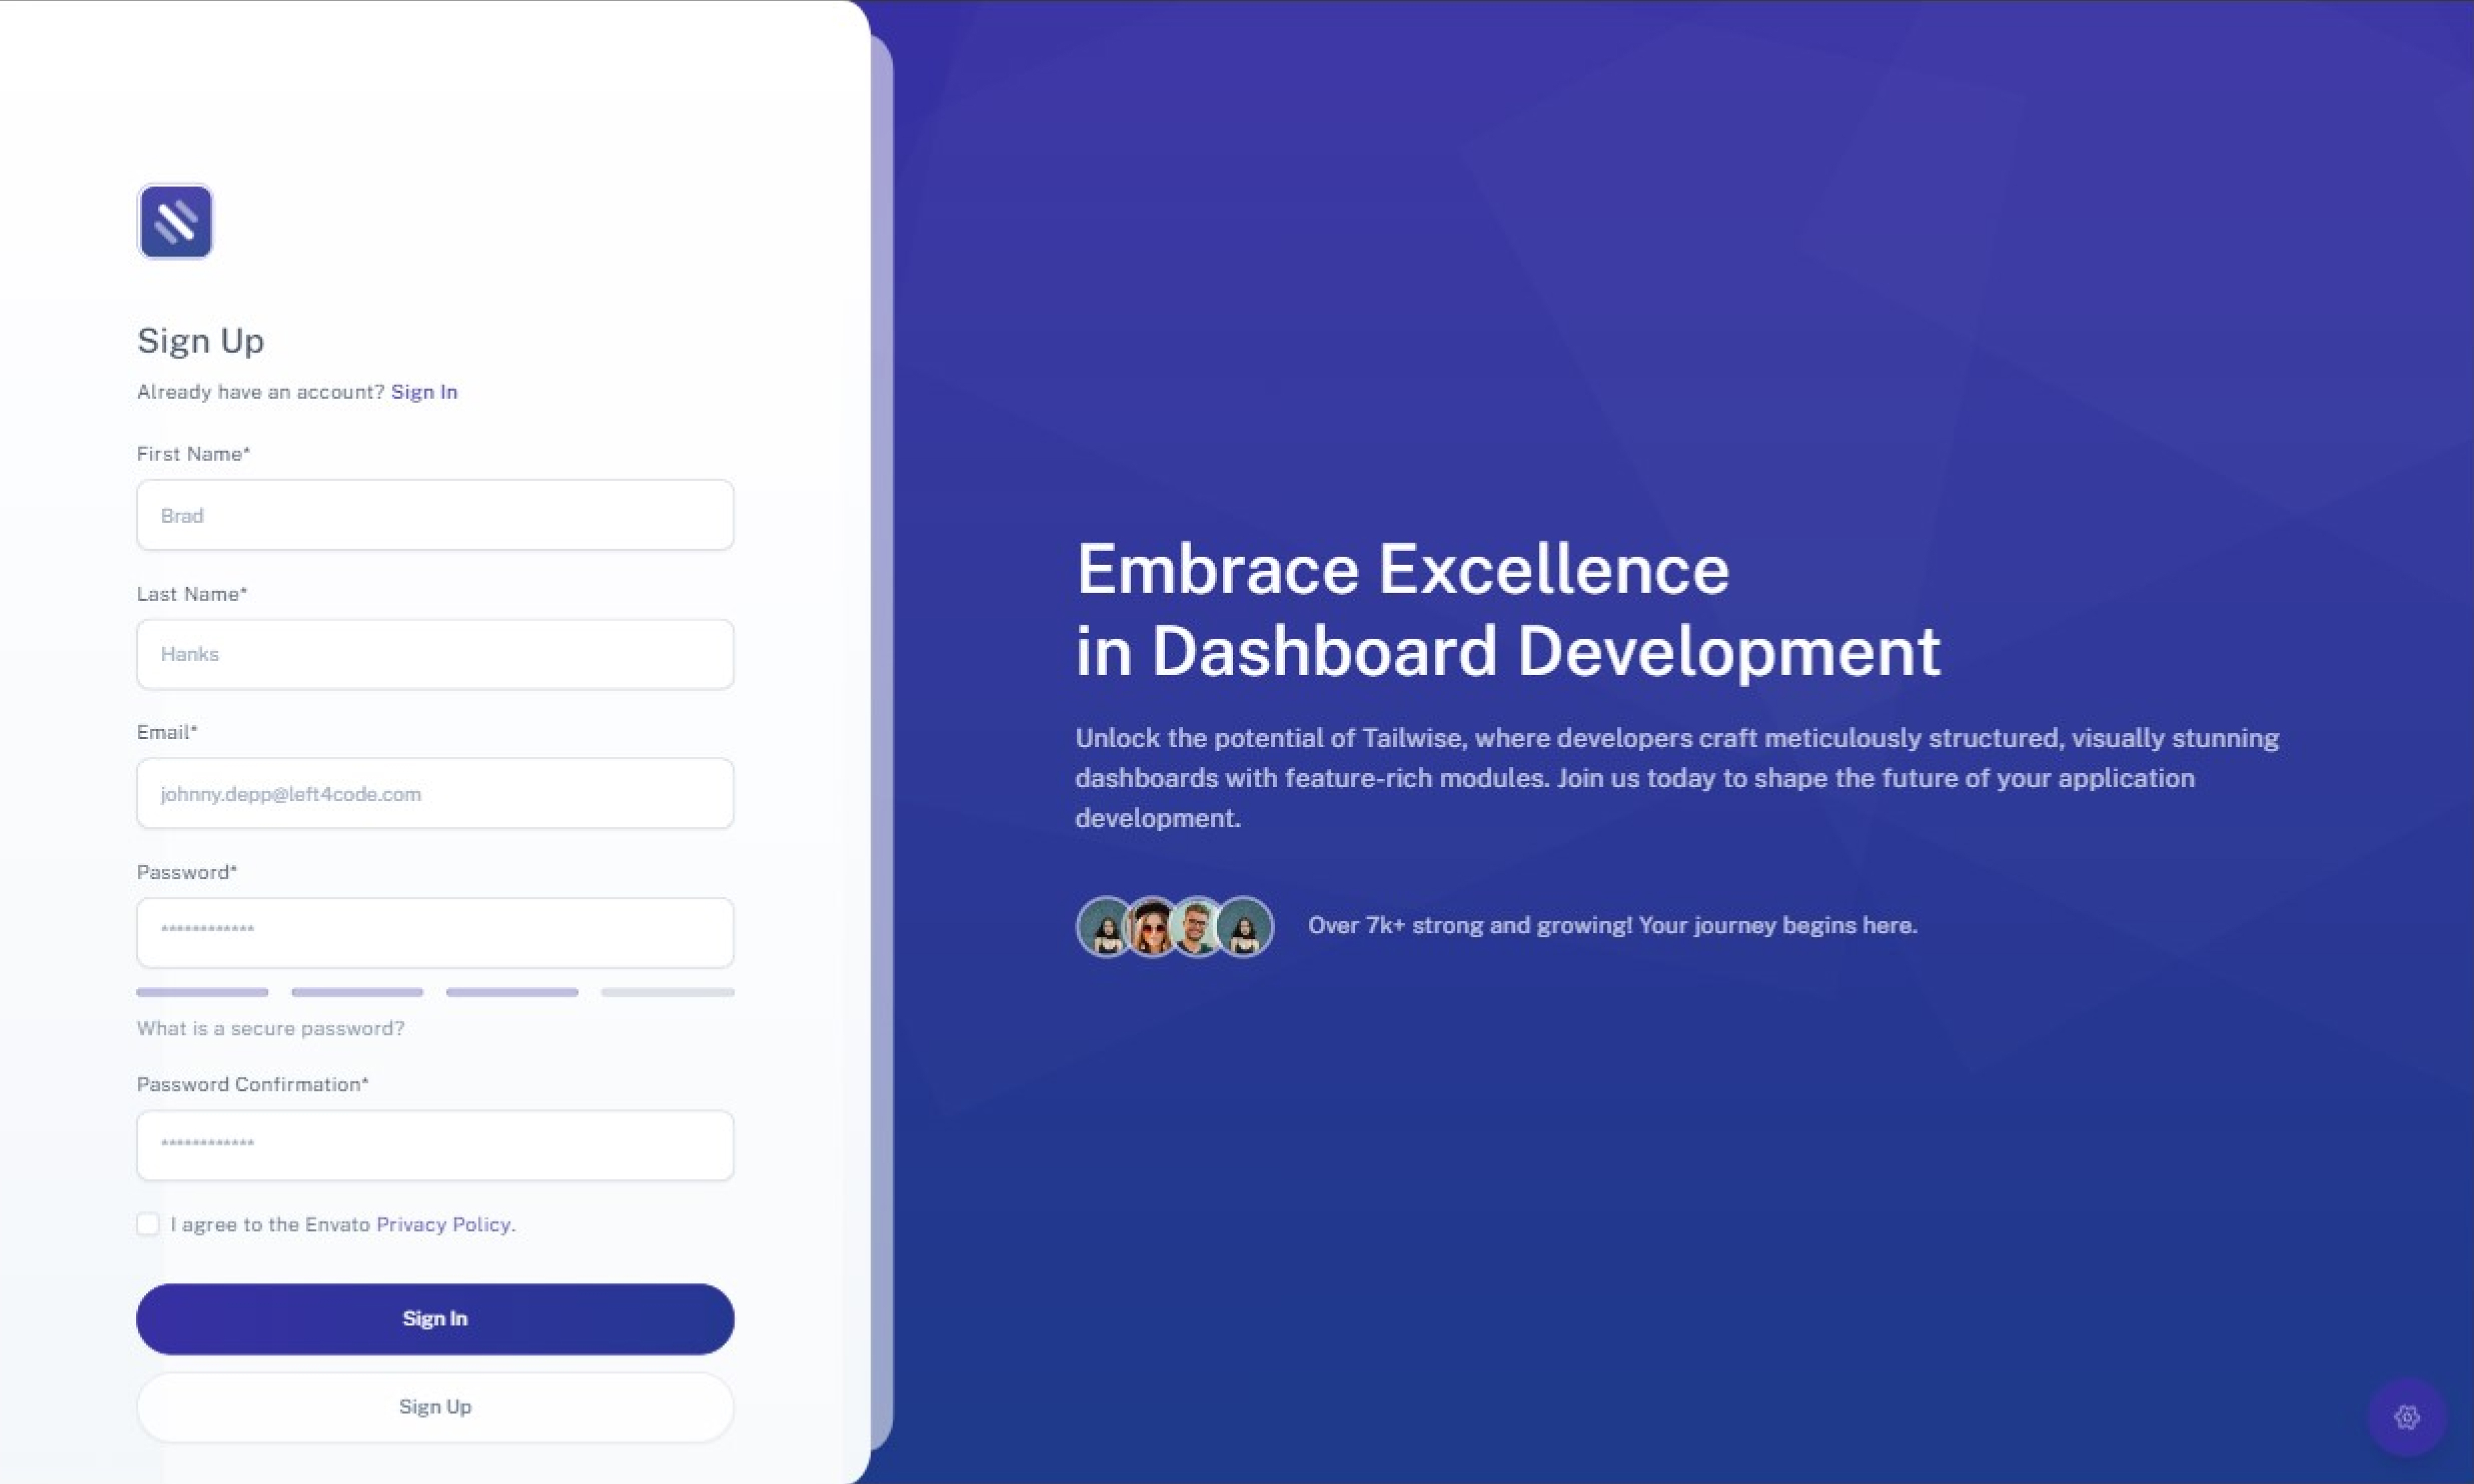 Sign Up
Already have an account? Sign In
First Name*
Brad
Last Name*
Hanks
Email*
johnny.depp@left4code.com
Password*
************
What is a secure password?
Password Confirmation*
************
I agree to the Envato Privacy Policy.
Sign In
Sign Up
Embrace Excellence
in Dashboard Development
Unlock the potential of Tailwise, where developers craft meticulously structured, visually stunning
dashboards with feature-rich modules. Join us today to shape the future of your application
development.
Over 7k+ strong and growing! Your journey begins here.